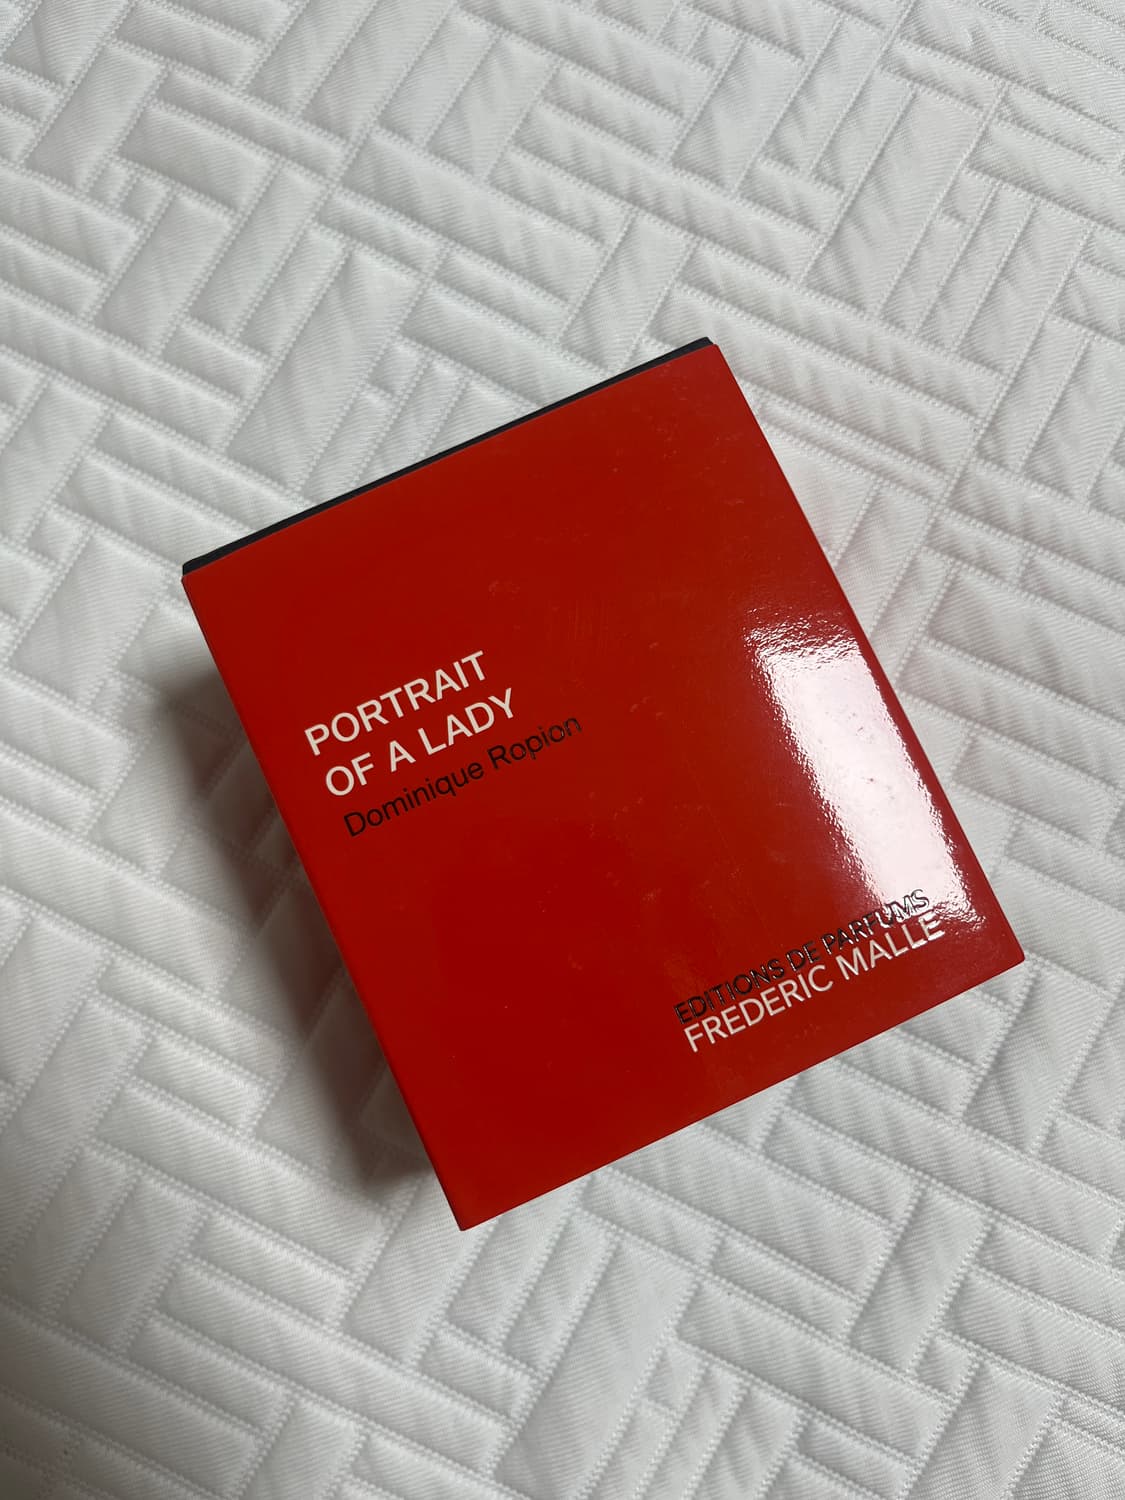 PORTRAIT
OF A LADY
Dominique Ropion
EDITIONS DE PARFUMS
FREDERIC MALLE